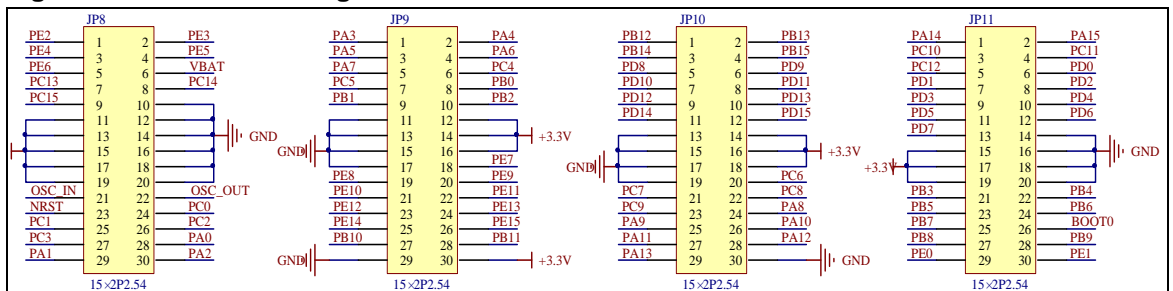 JP8 JP9 JP10 JP11
PE2 1 2 PE3 PA3 1 2 PA4 PB12 1 2 PB13 PA14 1 2 PA15
PE4 3 4 PE5 PA5 3 4 PA6 PB14 3 4 PB15 PC10 3 4 PC11
PE6 5 6 VBAT PA7 5 6 PC4 PD8 5 6 PD9 PC12 5 6 PD0
PC13 7 8 PC14 PC5 7 8 PB0 PD10 7 8 PD11 PD1 7 8 PD2
PC15 9 10 PB1 9 10 PB2 PD12 9 10 PD13 PD3 9 10 PD4
11 12 11 12 PD14 11 12 PD15 PD5 11 12 PD6
13 14 GND 13 14 +3.3V 13 14 PD7 13 14
15 16 GND 15 16 15 16 +3.3V 15 16 GND
17 18 17 18 PE7 GND 17 18 +3.3V 17 18
19 20 PE8 19 20 PE9 19 20 PC6 19 20
OSC_IN 21 22 OSC_OUT PE10 21 22 PE11 PC7 21 22 PC8 PB3 21 22 PB4
NRST 23 24 PC0 PE12 23 24 PE13 PC9 23 24 PA8 PB5 23 24 PB6
PC1 25 26 PC2 PE14 25 26 PE15 PA9 25 26 PA10 PB7 25 26 BOOT0
PC3 27 28 PA0 PB10 27 28 PB11 PA11 27 28 PA12 PB8 27 28 PB9
PA1 29 30 PA2 GND 29 30 +3.3V PA13 29 30 GND PE0 29 30 PE1
15×2P2.54 15×2P2.54 15×2P2.54 15×2P2.54